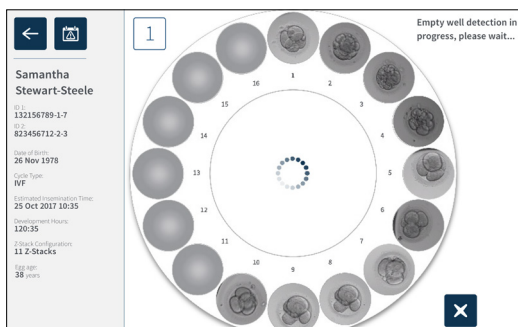 1
Empty well detection in
progress, please wait...
Samantha
Stewart-Steele
ID 1:
132156789-1-7
ID 2:
823456712-2-3
Date of Birth:
26 Nov 1978
Cycle Type:
IVF
Estimated Insemination Time:
25 Oct 2017 10:35
Development Hours:
120:35
Z-Stack Configuration:
11 Z-Stacks
Egg age:
38 years
1
2
3
4
5
6
7
8
9
10
11
12
13
14
15
16